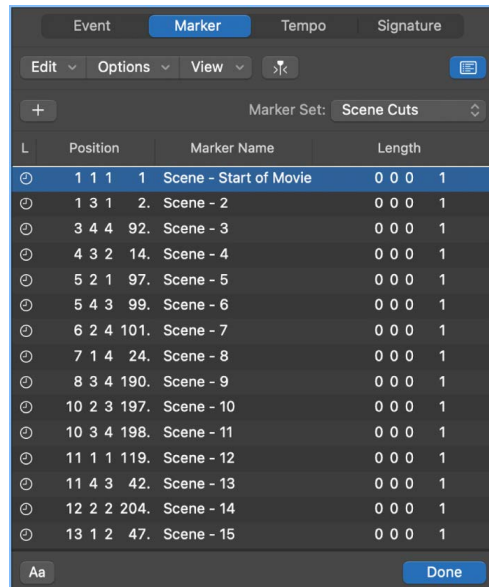 Event Marker Tempo Signature
Edit Options View
+ Marker Set: Scene Cuts
L Position Marker Name Length
1 1 1 1 Scene - Start of Movie 0 0 0 1
1 3 1 2. Scene - 2 0 0 0 1
3 4 4 92. Scene - 3 0 0 0 1
4 3 2 14. Scene - 4 0 0 0 1
5 2 1 97. Scene - 5 0 0 0 1
5 4 3 99. Scene - 6 0 0 0 1
6 2 4 101. Scene - 7 0 0 0 1
7 1 4 24. Scene - 8 0 0 0 1
8 3 4 190. Scene - 9 0 0 0 1
10 2 3 197. Scene - 10 0 0 0 1
10 3 4 198. Scene - 11 0 0 0 1
11 1 1 119. Scene - 12 0 0 0 1
11 4 3 42. Scene - 13 0 0 0 1
12 2 2 204. Scene - 14 0 0 0 1
13 1 2 47. Scene - 15 0 0 0 1
Aa Done